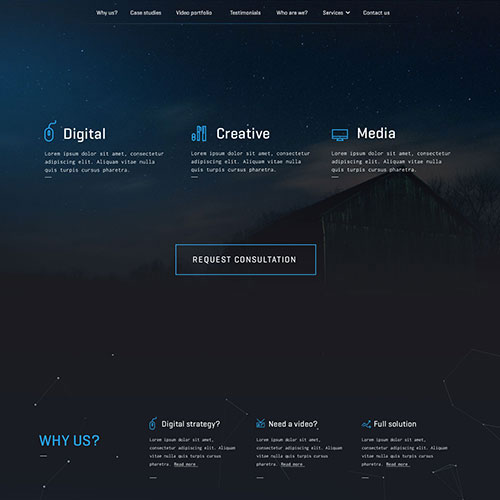 Why us? Case studies Video portfolio Testimonials Who are we? Services Contact us
Digital
Lorem ipsum dolor sit amet, consectetur
adipiscing elit. Aliquam vitae nulla
quis turpis cursus pharetra.
Creative
Lorem ipsum dolor sit amet, consectetur
adipiscing elit. Aliquam vitae nulla
quis turpis cursus pharetra.
Media
Lorem ipsum dolor sit amet, consectetur
adipiscing elit. Aliquam vitae nulla
quis turpis cursus pharetra.
REQUEST CONSULTATION
WHY US?
Digital strategy?
Lorem ipsum dolor sit amet,
consectetur adipiscing elit. Aliquam
vitae nulla quis turpis cursus
pharetra. Read more
Need a video?
Lorem ipsum dolor sit amet,
consectetur adipiscing elit. Aliquam
vitae nulla quis turpis cursus
pharetra. Read more
Full solution
Lorem ipsum dolor sit amet,
consectetur adipiscing elit. Aliquam
vitae nulla quis turpis cursus
pharetra. Read more